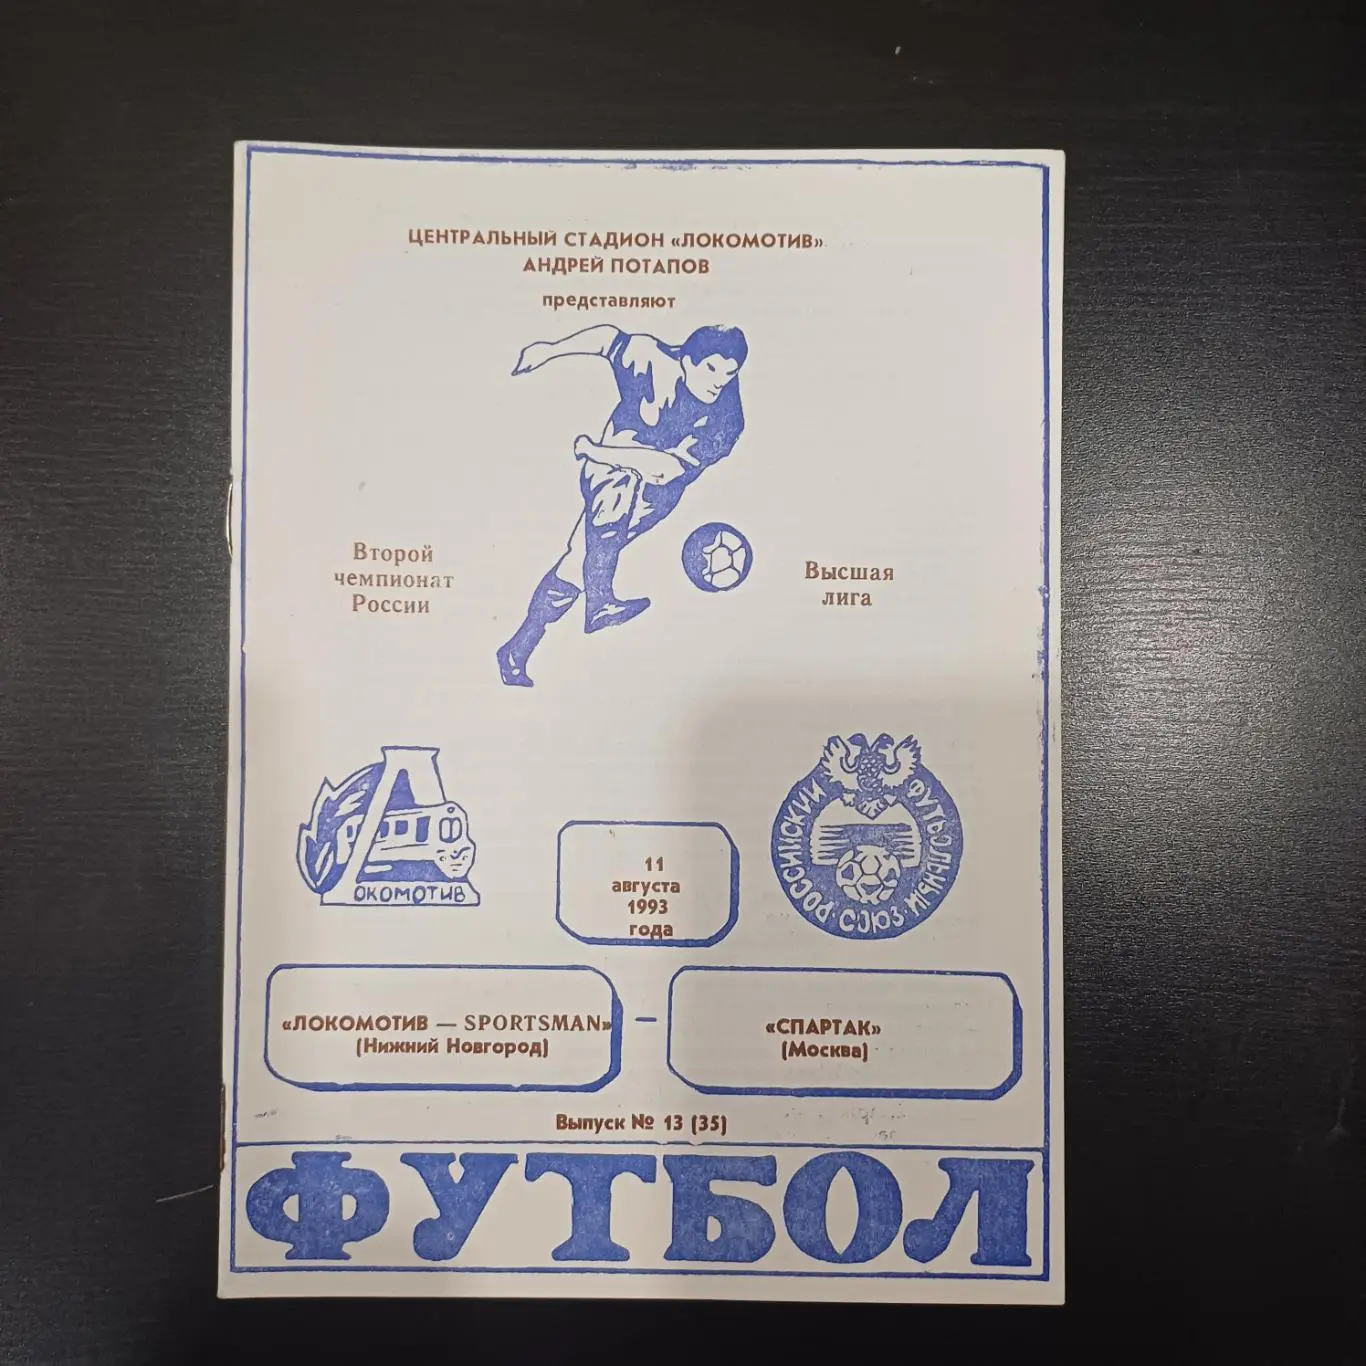 ЦЕНТРАЛЬНЫЙ СТАДИОН «ЛОКОМОТИВ»
АНДРЕЙ ПОТАПОВ
представляют
Второй
чемпионат
России
Высшая
лига
ЛОКОМОТИВ
РОССИЙСКИЙ ФУТБОЛЬНЫЙ СОЮЗ
11
августа
1993
года
«ЛОКОМОТИВ — SPORTSMAN» – «СПАРТАК»
(Нижний Новгород) (Москва)
Выпуск № 13 (35)
ФУТБОЛ